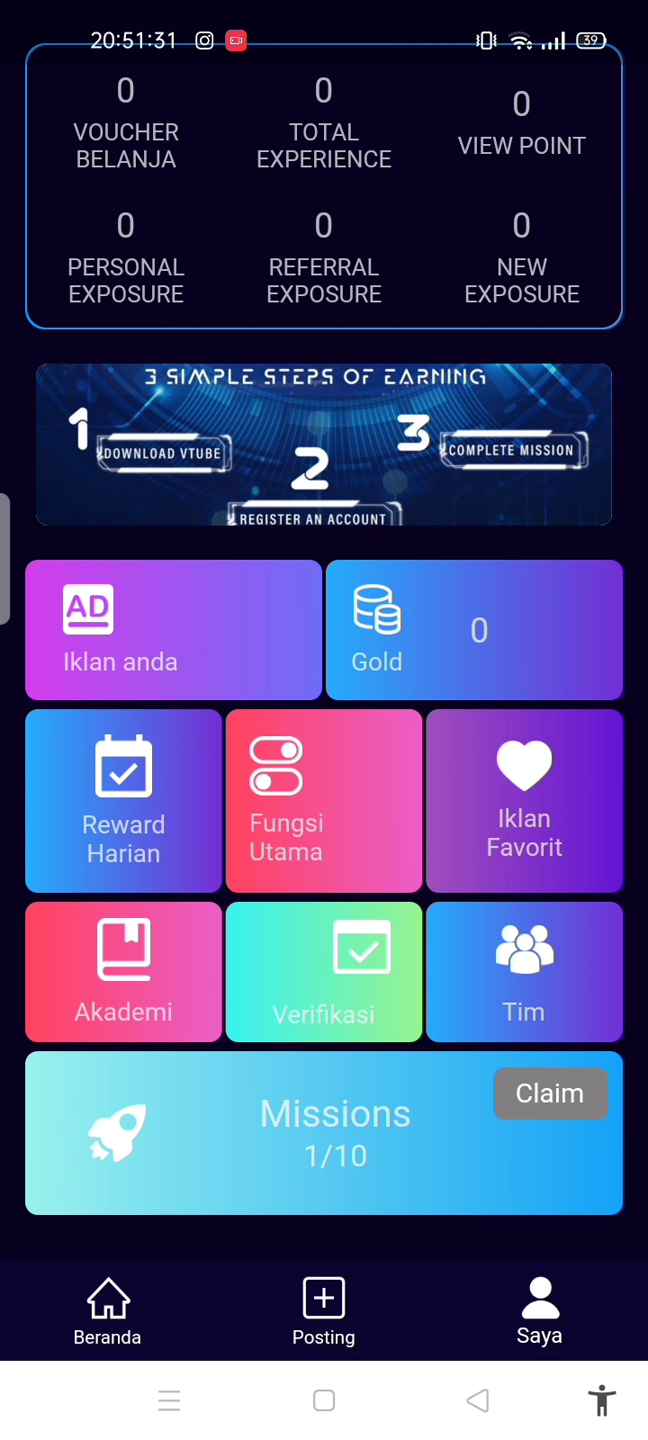 20:51:31
39
0
0
0
VOUCHER
BELANJA
TOTAL
EXPERIENCE
VIEW POINT
0
0
0
PERSONAL
EXPOSURE
REFERRAL
EXPOSURE
NEW
EXPOSURE
3 SIMPLE STEPS OF EARNING
1
DOWNLOAD VTUBE
2
REGISTER AN ACCOUNT
3
COMPLETE MISSION
AD
Iklan anda
Gold
0
Reward
Harian
Fungsi
Utama
Iklan
Favorit
Akademi
Verifikasi
Tim
Missions
1/10
Claim
Beranda
Posting
Saya